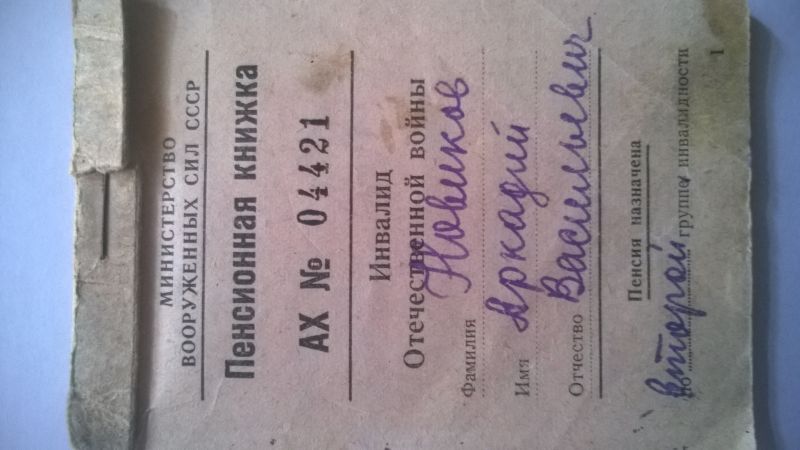 МИНИСТЕРСТВО
ВООРУЖЕННЫХ СИЛ СССР
Пенсионная книжка
АХ № 04421
Инвалид
Отечественной войны
Фамилия Новиков
Имя Аркадий
Отчество Васильевич
Пенсия назначена
по второй группе инвалидности
1